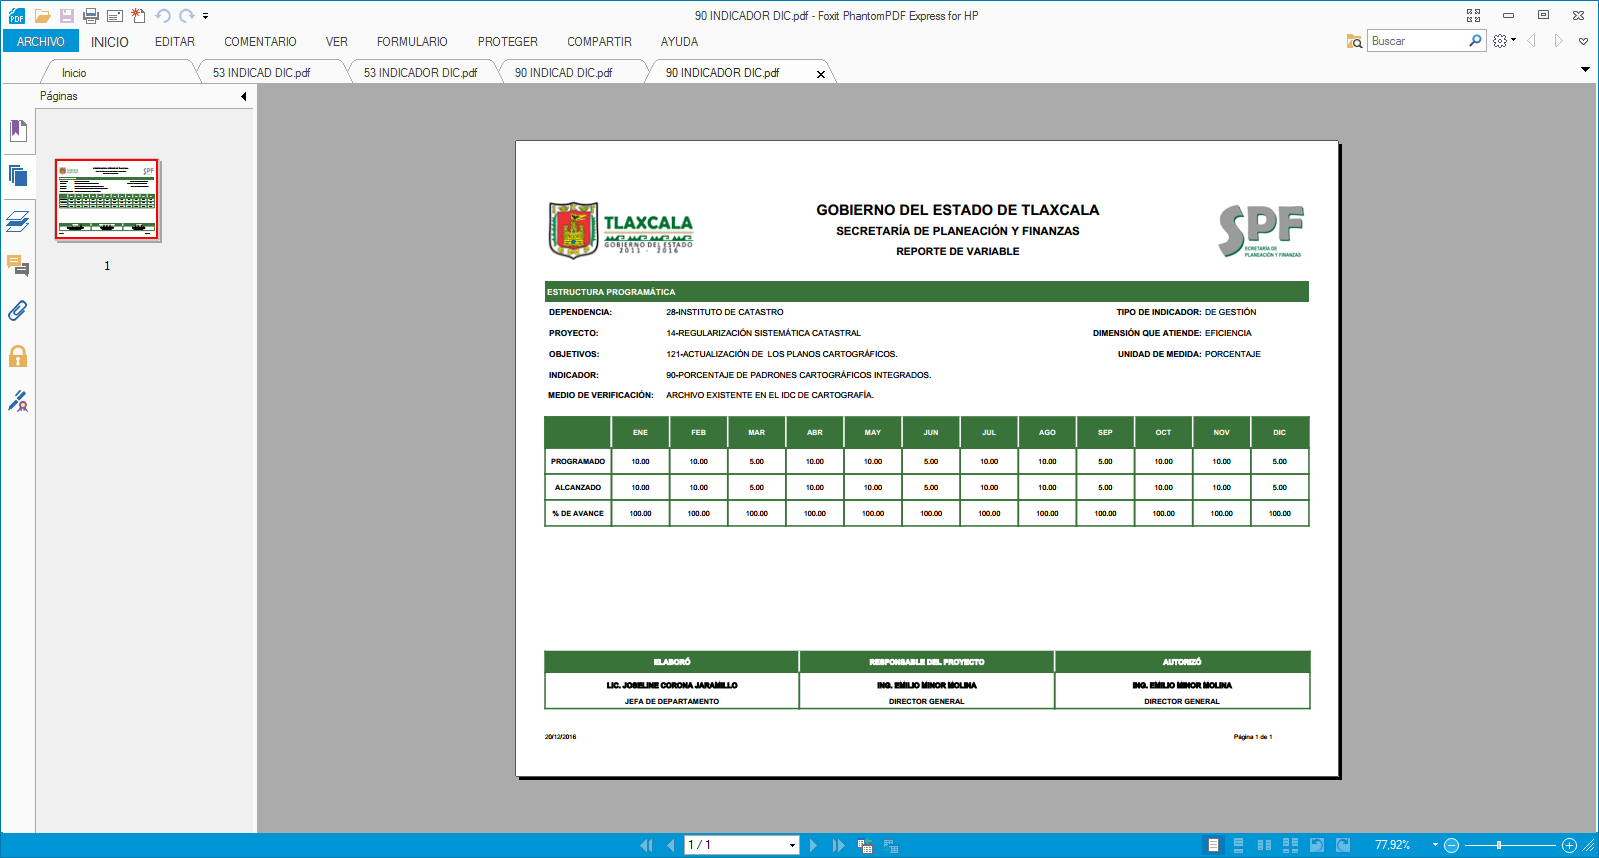 90 INDICADOR DIC.pdf - Foxit PhantomPDF Express for HP
ARCHIVO INICIO EDITAR COMENTARIO VER FORMULARIO PROTEGER COMPARTIR AYUDA Buscar
Inicio 53 INDICAD DIC.pdf 53 INDICADOR DIC.pdf 90 INDICAD DIC.pdf 90 INDICADOR DIC.pdf
Páginas
1
TLAXCALA
GOBIERNO DEL ESTADO
2011 - 2016
GOBIERNO DEL ESTADO DE TLAXCALA
SECRETARÍA DE PLANEACIÓN Y FINANZAS
REPORTE DE VARIABLE
SPF
SECRETARÍA DE
PLANEACIÓN Y FINANZAS
ESTRUCTURA PROGRAMÁTICA
DEPENDENCIA: 28-INSTITUTO DE CATASTRO TIPO DE INDICADOR: DE GESTIÓN
PROYECTO: 14-REGULARIZACIÓN SISTEMÁTICA CATASTRAL DIMENSIÓN QUE ATIENDE: EFICIENCIA
OBJETIVOS: 121-ACTUALIZACIÓN DE LOS PLANOS CARTOGRÁFICOS. UNIDAD DE MEDIDA: PORCENTAJE
INDICADOR: 90-PORCENTAJE DE PADRONES CARTOGRÁFICOS INTEGRADOS.
MEDIO DE VERIFICACIÓN: ARCHIVO EXISTENTE EN EL IDC DE CARTOGRAFÍA.
ENE FEB MAR ABR MAY JUN JUL AGO SEP OCT NOV DIC
PROGRAMADO 10.00 10.00 5.00 10.00 10.00 5.00 10.00 10.00 5.00 10.00 10.00 5.00
ALCANZADO 10.00 10.00 5.00 10.00 10.00 5.00 10.00 10.00 5.00 10.00 10.00 5.00
% DE AVANCE 100.00 100.00 100.00 100.00 100.00 100.00 100.00 100.00 100.00 100.00 100.00 100.00
ELABORÓ RESPONSABLE DEL PROYECTO AUTORIZÓ
LIC. JOSELINE CORONA JARAMILLO ING. EMILIO MINOR MOLINA ING. EMILIO MINOR MOLINA
JEFA DE DEPARTAMENTO DIRECTOR GENERAL DIRECTOR GENERAL
20/12/2016 Página 1 de 1
1 / 1 77,92%